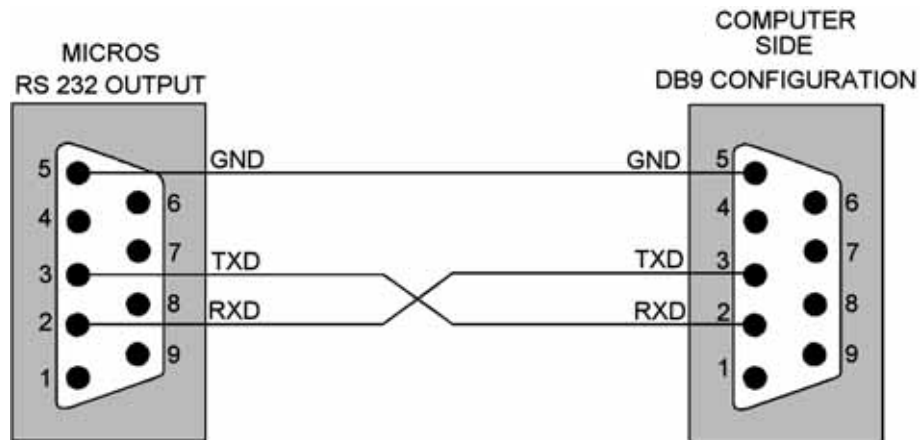 MICROS
RS 232 OUTPUT
COMPUTER
SIDE
DB9 CONFIGURATION
5 GND GND 5
6 6
4 4
7 7
3 TXD TXD 3
8 8
2 RXD RXD 2
9 9
1 1